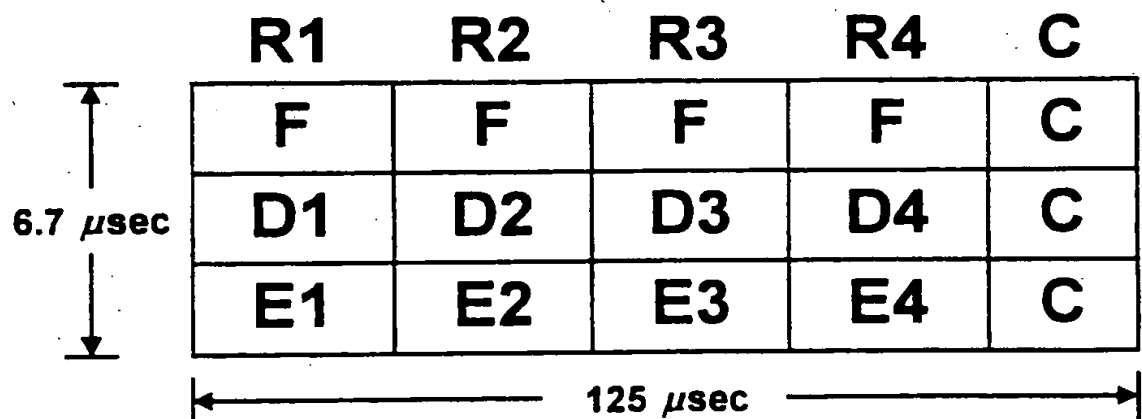 R1 R2 R3 R4 C
F F F F C
6.7 μsec D1 D2 D3 D4 C
E1 E2 E3 E4 C
125 μsec